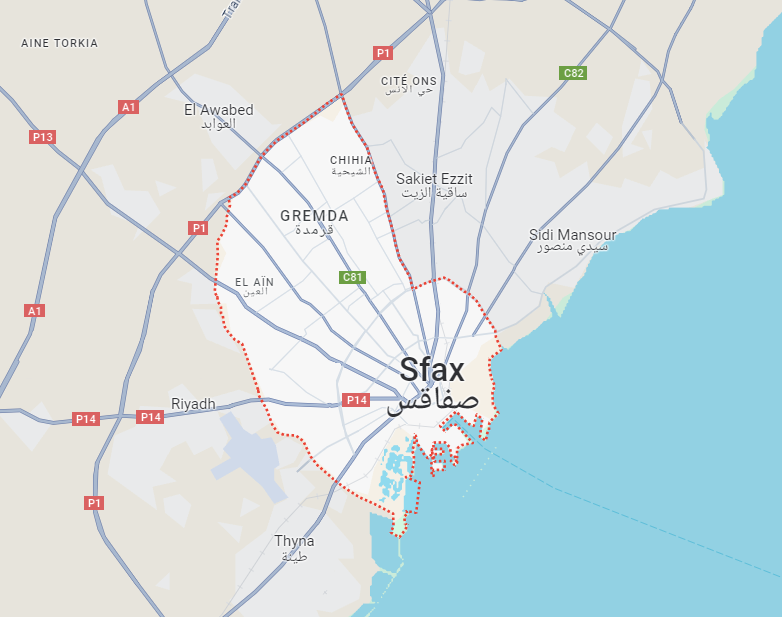 AINE TORKIA
P1
C82
CITÉ ONS
حي الأنس
A1
El Awabed
العوابد
P13
CHIHIA
الشيحية
Sakiet Ezzit
ساقية الزيت
GREMDA
قرمدة
P1
Sidi Mansour
سيدي منصور
C81
EL AÏN
العين
A1
Sfax
صفاقس
Riyadh
P14
P14
P14
P1
Thyna
طينة